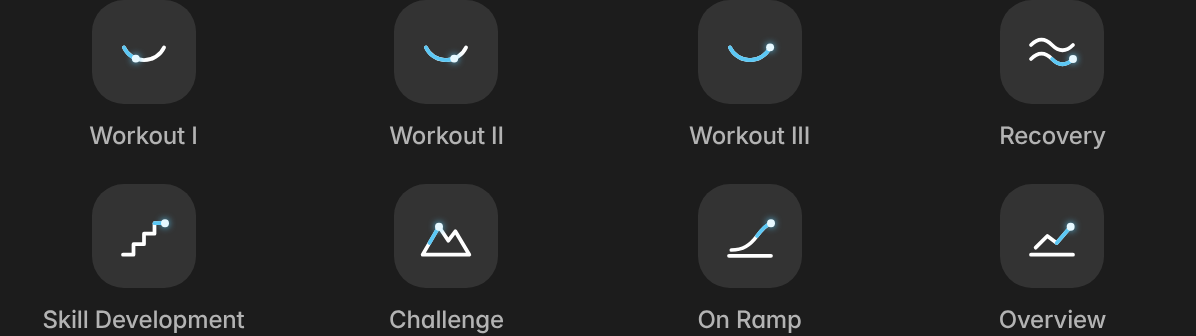 Workout I
Workout II
Workout III
Recovery
Skill Development
Challenge
On Ramp
Overview